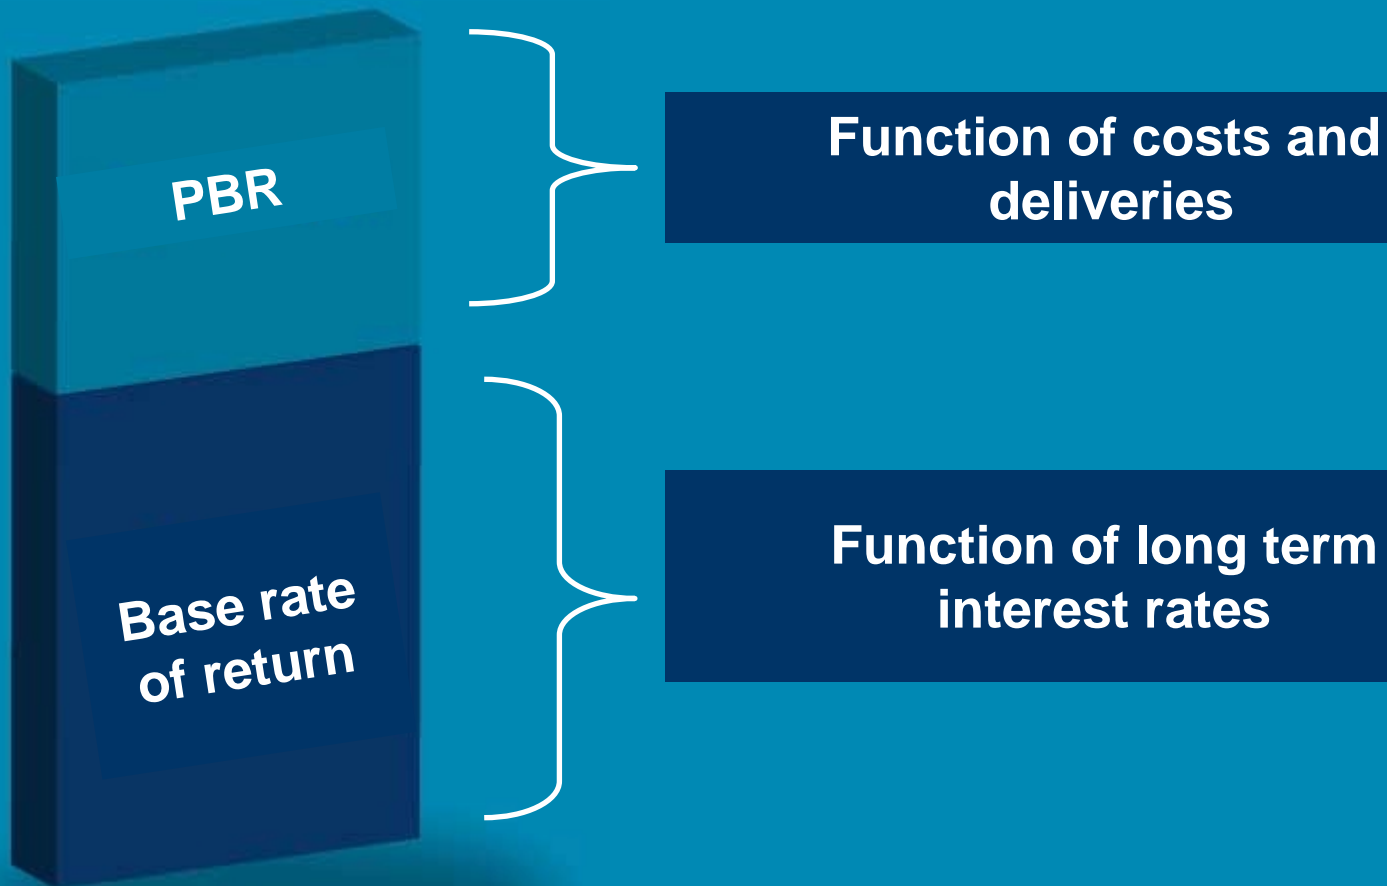 PBR
Function of costs and
deliveries
Base rate
of return
Function of long term
interest rates